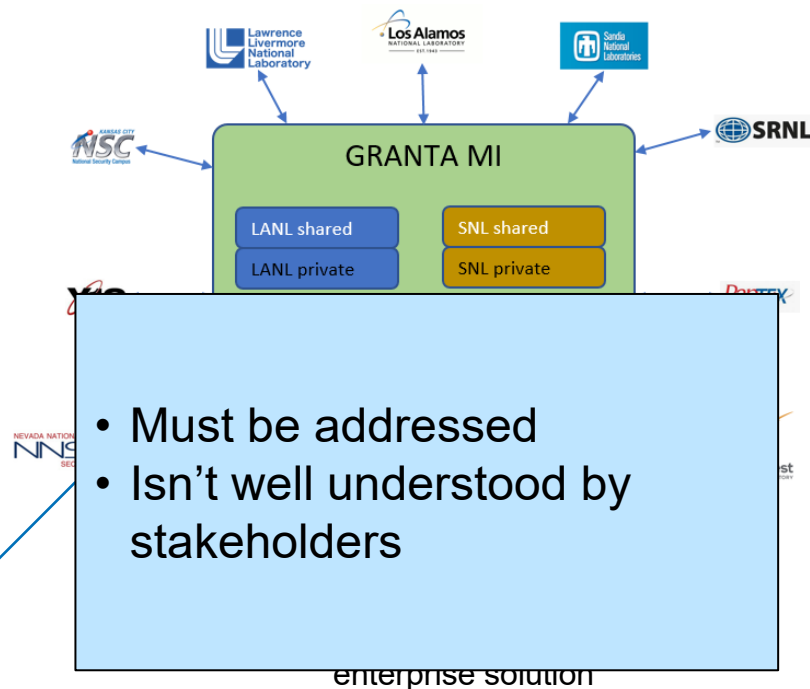 Lawrence
Livermore
National
Laboratory
Los Alamos
NATIONAL LABORATORY
EST. 1943
Sandia
National
Laboratories
KANSAS CITY
NSC
National Security Campus
SRNL
GRANTA MI
LANL shared
SNL shared
LANL private
SNL private
• Must be addressed
• Isn’t well understood by
stakeholders
NEVADA NATION
enterprise solution